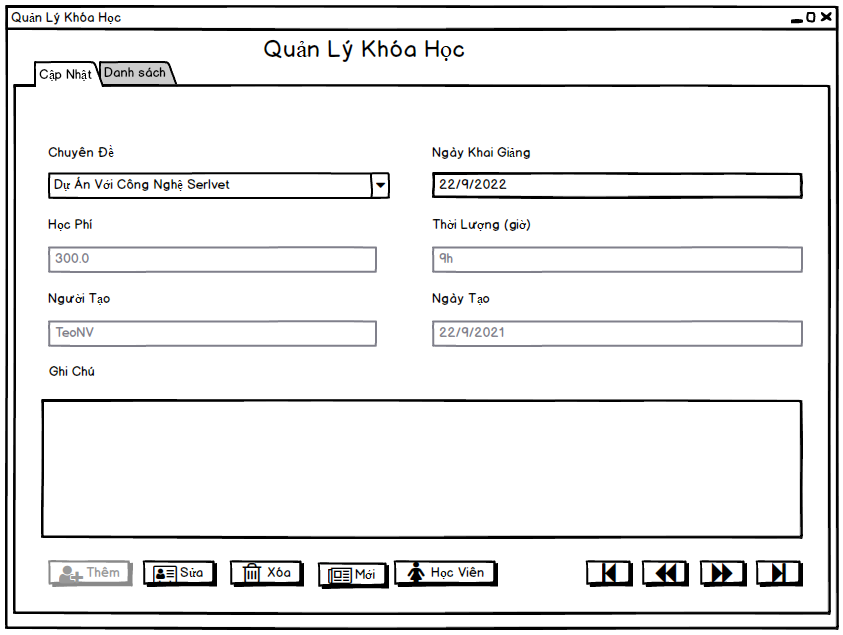 Quản Lý Khóa Học
Quản Lý Khóa Học
Cập Nhật
Danh sách
Chuyên Đề
Ngày Khai Giảng
Dự Án Với Công Nghệ Serlvet
22/9/2022
Học Phí
Thời Lượng (giờ)
300.0
9h
Người Tạo
Ngày Tạo
TeoNV
22/9/2021
Ghi Chú
Thêm
Sửa
Xóa
Mới
Học Viên